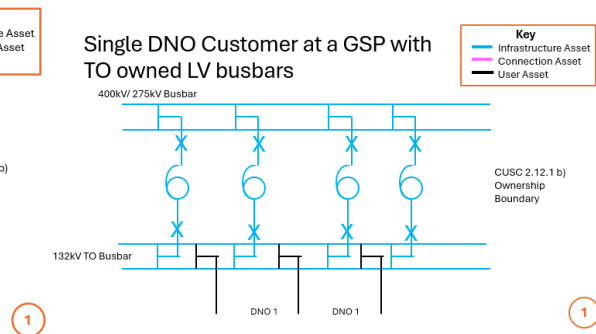 e Asset
Asset
Single DNO Customer at a GSP with
TO owned LV busbars
Key
Infrastructure Asset
Connection Asset
User Asset
400kV/ 275kV Busbar
b)
CUSC 2.12.1 b)
Ownership
Boundary
132kV TO Busbar
DNO 1
DNO 1
1
1